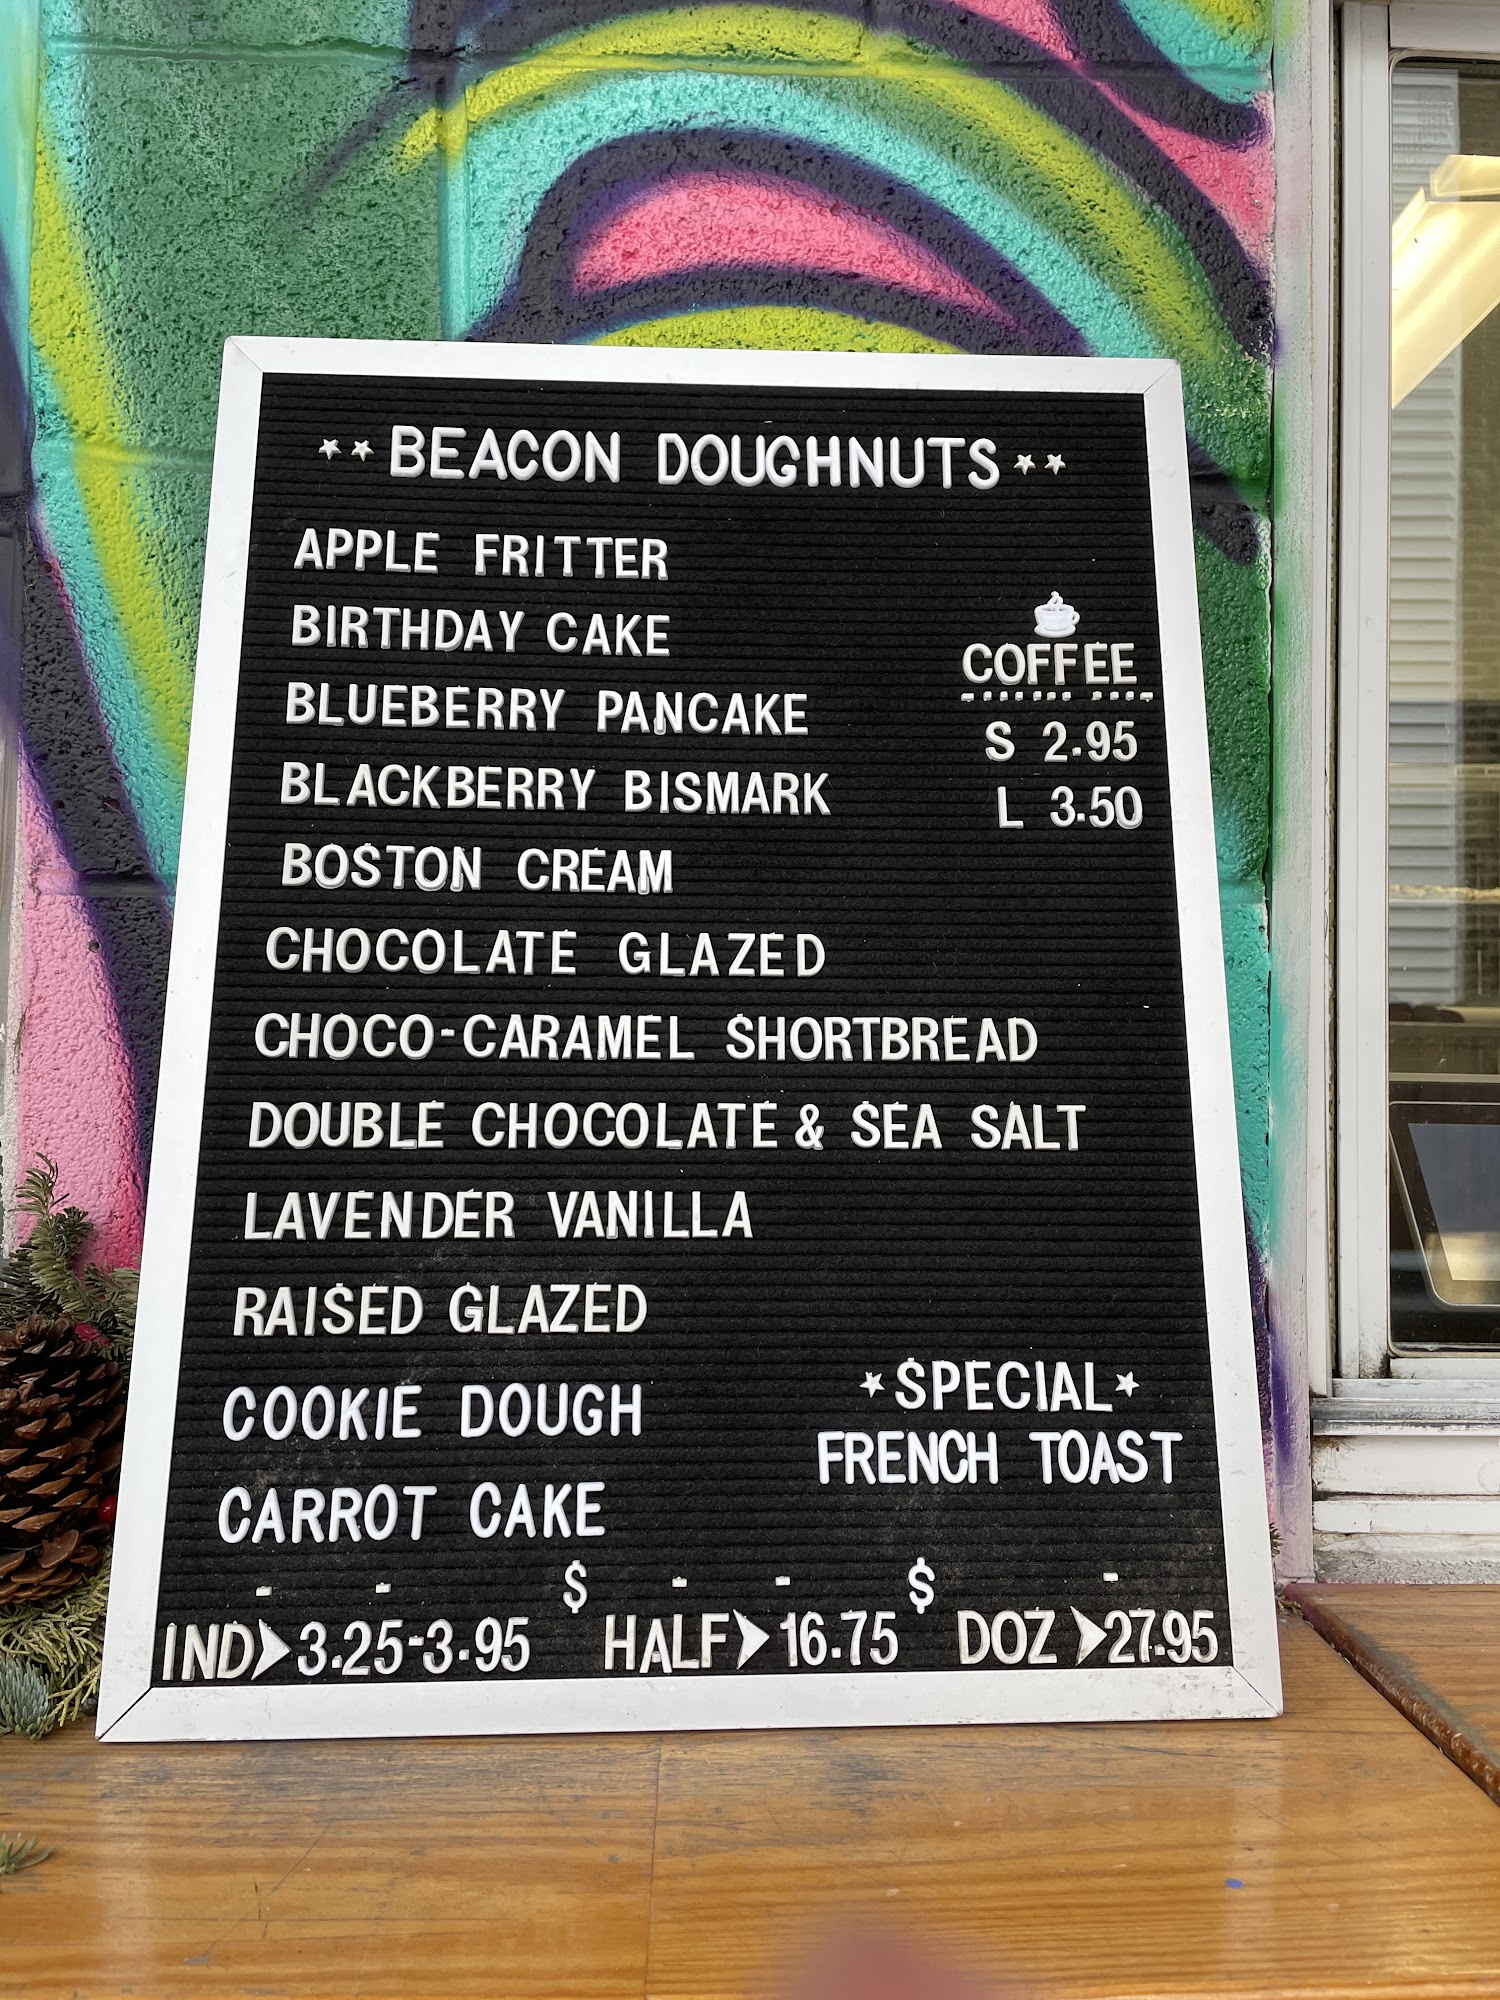 **BEACON DOUGHNUTS**
APPLE FRITTER
BIRTHDAY CAKE
BLUEBERRY PANCAKE
BLACKBERRY BISMARK
BOSTON CREAM
CHOCOLATE GLAZED
CHOCO-CARAMEL SHORTBREAD
DOUBLE CHOCOLATE & SEA SALT
LAVENDER VANILLA
RAISED GLAZED
COOKIE DOUGH
CARROT CAKE
COFFEE
S 2.95
L 3.50
*SPECIAL*
FRENCH TOAST
- - $ - - $ -
IND>3.25-3.95 HALF>16.75 DOZ >27.95